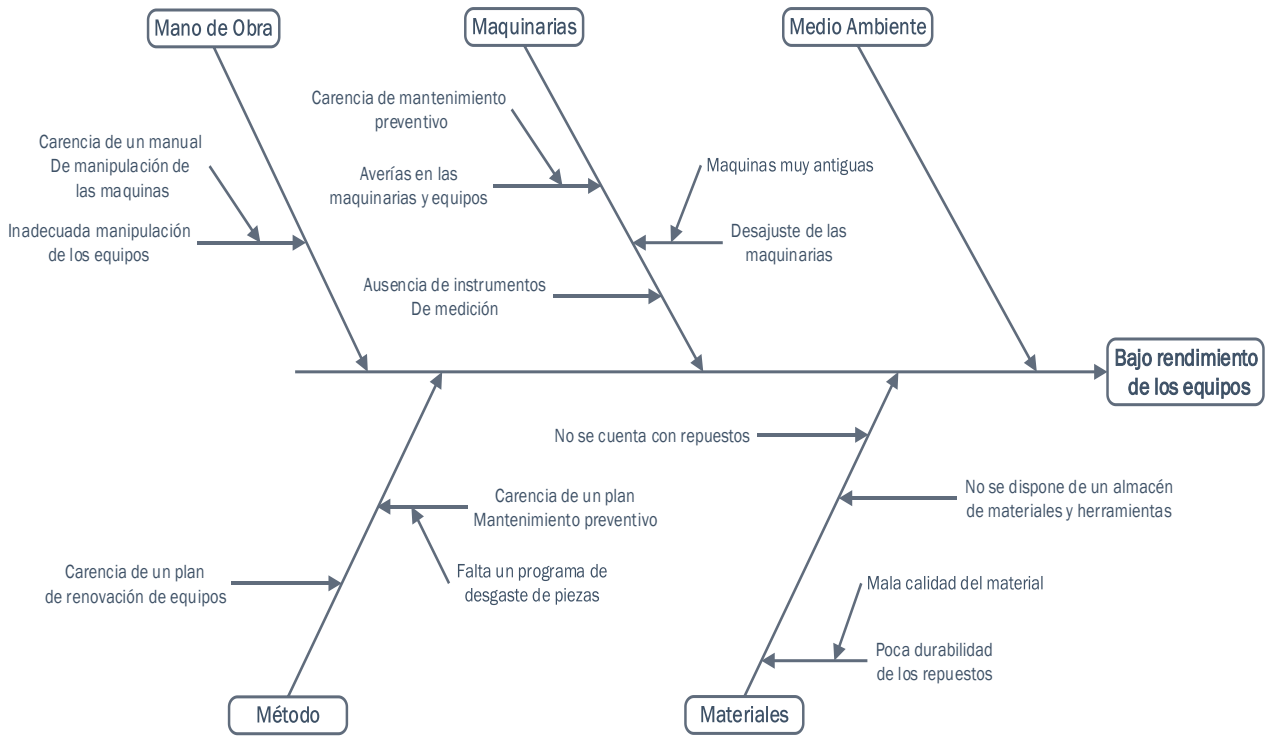 Mano de Obra
Maquinarias
Medio Ambiente
Carencia de mantenimiento
preventivo
Carencia de un manual
De manipulación de
las maquinas
Averías en las
maquinarias y equipos
Maquinas muy antiguas
Inadecuada manipulación
de los equipos
Desajuste de las
maquinarias
Ausencia de instrumentos
De medición
Bajo rendimiento
de los equipos
No se cuenta con repuestos
Carencia de un plan
Mantenimiento preventivo
No se dispone de un almacén
de materiales y herramientas
Carencia de un plan
de renovación de equipos
Falta un programa de
desgaste de piezas
Mala calidad del material
Poca durabilidad
de los repuestos
Método
Materiales